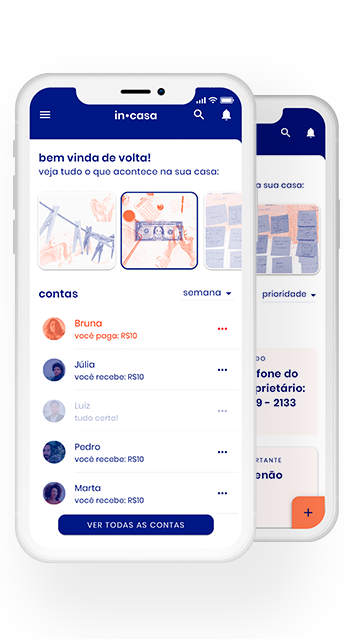 in•casa
bem vinda de volta!
veja tudo o que acontece na sua casa:
contas
semana
Bruna
você paga: R$10
Júlia
você recebe: R$10
Luiz
tudo certo!
Pedro
você recebe: R$10
Marta
você recebe: R$10
VER TODAS AS CONTAS
a sua casa:
prioridade
DO
fone do
prietário:
9 - 2133
RTANTE
enão
+